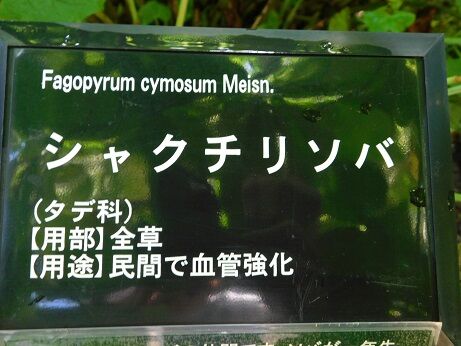 Fagopyrum cymosum Meisn.
シャクチリソバ
(タデ科)
【用部】全草
【用途】民間で血管強化